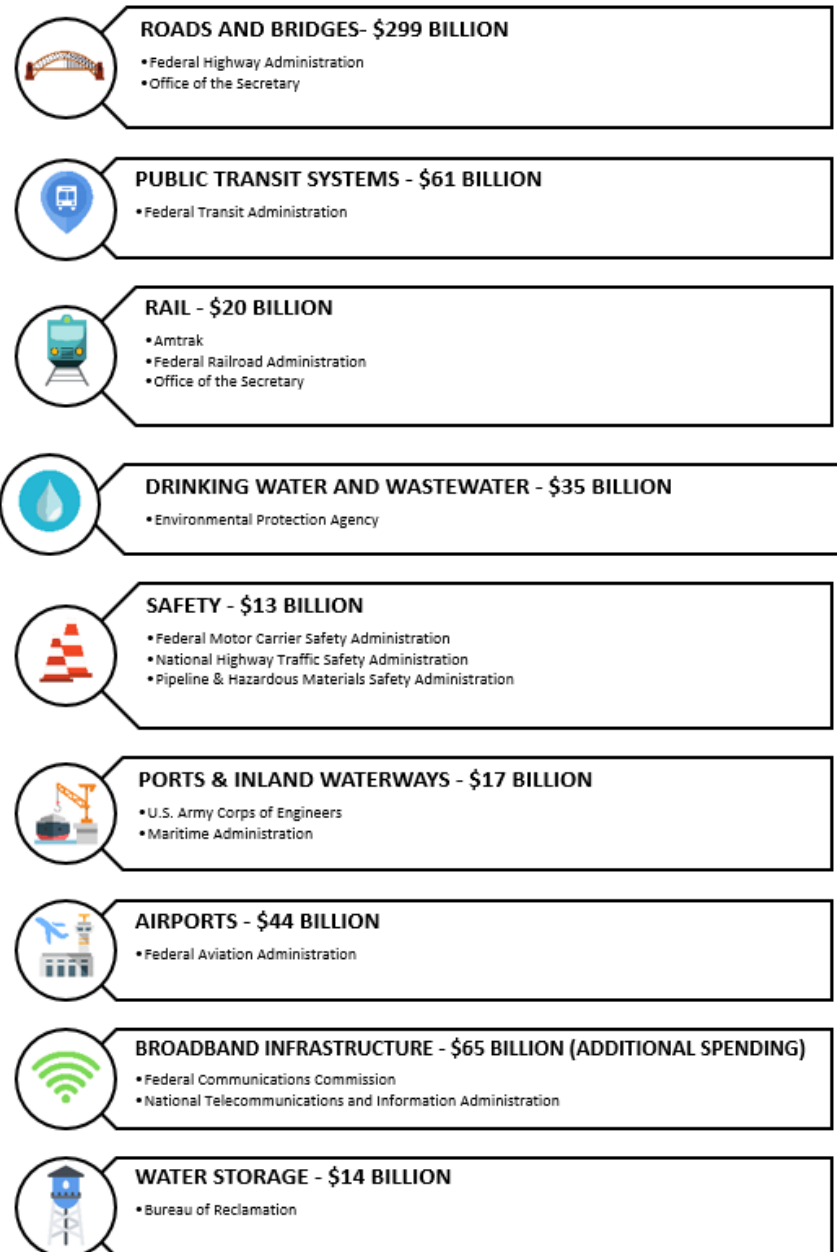 ROADS AND BRIDGES- $299 BILLION
•Federal Highway Administration
•Office of the Secretary
PUBLIC TRANSIT SYSTEMS - $61 BILLION
•Federal Transit Administration
RAIL - $20 BILLION
•Amtrak
•Federal Railroad Administration
•Office of the Secretary
DRINKING WATER AND WASTEWATER - $35 BILLION
•Environmental Protection Agency
SAFETY - $13 BILLION
•Federal Motor Carrier Safety Administration
•National Highway Traffic Safety Administration
•Pipeline & Hazardous Materials Safety Administration
PORTS & INLAND WATERWAYS - $17 BILLION
•U.S. Army Corps of Engineers
•Maritime Administration
AIRPORTS - $44 BILLION
•Federal Aviation Administration
BROADBAND INFRASTRUCTURE - $65 BILLION (ADDITIONAL SPENDING)
•Federal Communications Commission
•National Telecommunications and Information Administration
WATER STORAGE - $14 BILLION
•Bureau of Reclamation